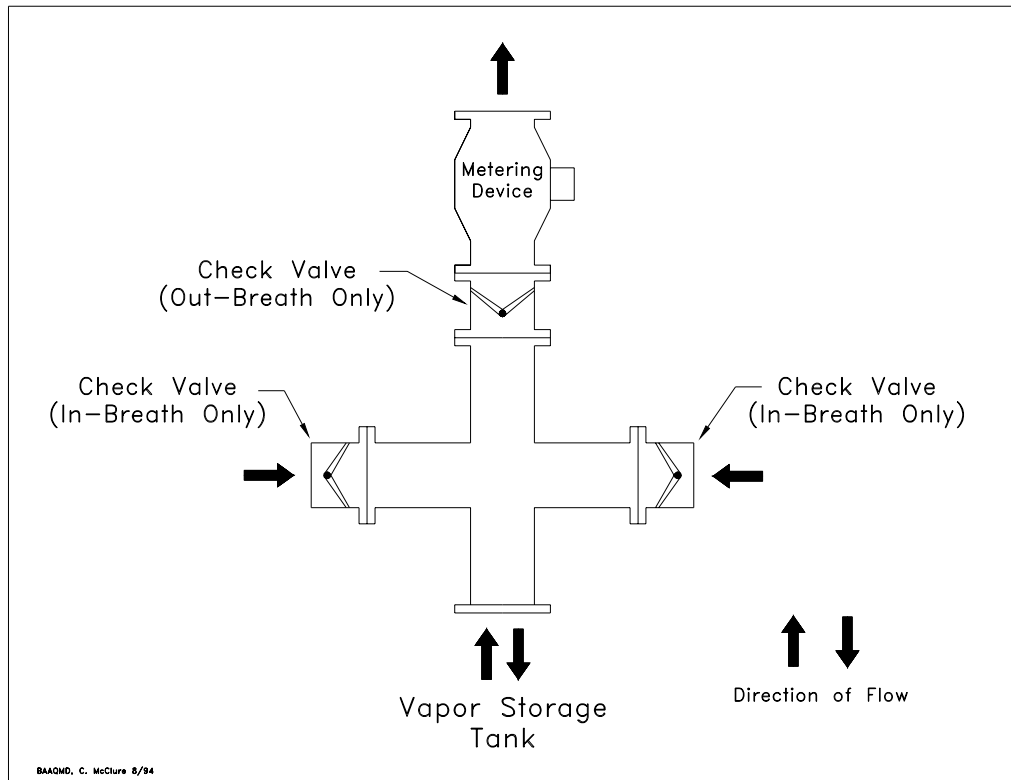 Metering
Device
Check Valve
(Out-Breath Only)
Check Valve
(In-Breath Only)
Check Valve
(In-Breath Only)
Vapor Storage
Tank
Direction of Flow
BAAQMD, C. McClure 8/94